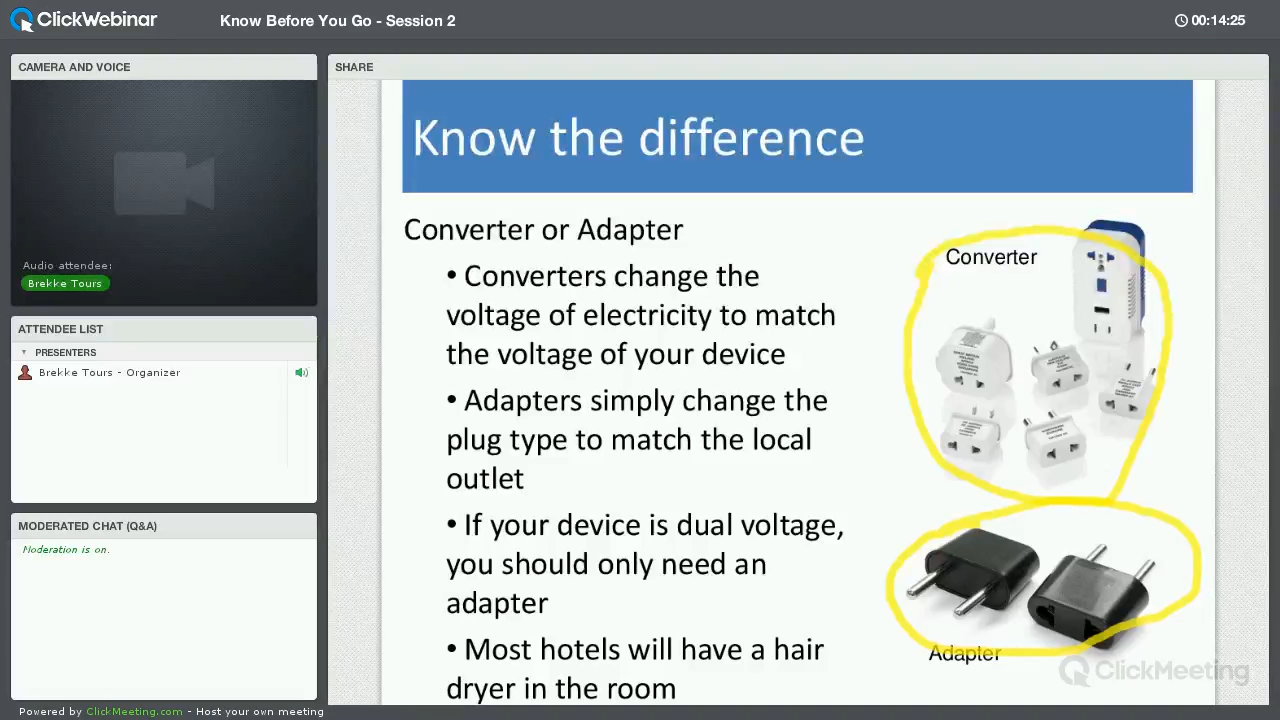 ClickWebinar
Know Before You Go - Session 2
00:14:25
CAMERA AND VOICE
Audio attendee:
Brekke Tours
ATTENDEE LIST
PRESENTERS
Brekke Tours - Organizer
MODERATED CHAT (Q&A)
Moderation is on.
Powered by ClickMeeting.com - Host your own meeting
SHARE
Know the difference
Converter or Adapter
• Converters change the
voltage of electricity to match
the voltage of your device
• Adapters simply change the
plug type to match the local
outlet
• If your device is dual voltage,
you should only need an
adapter
• Most hotels will have a hair
dryer in the room
Converter
Adapter
ClickMeeting